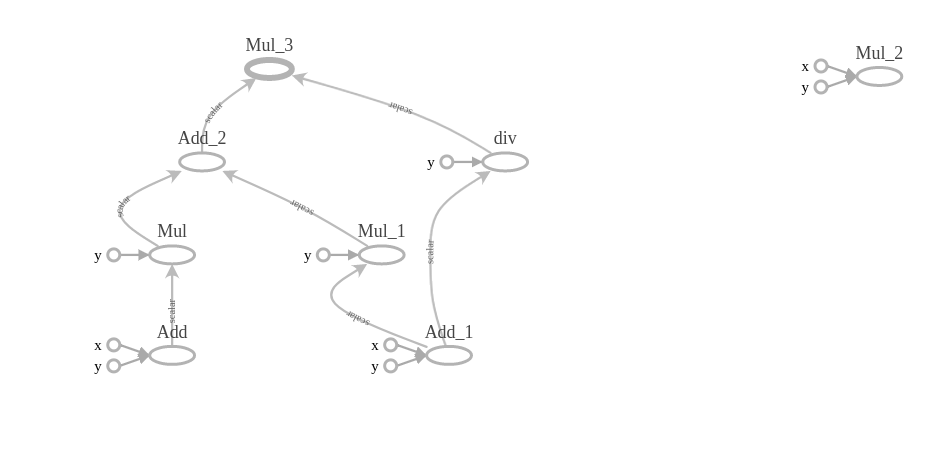 Mul_3
Mul_2
x
y
scalar
scalar
Add_2
div
y
scalar
scalar
Mul
Mul_1
y
y
scalar
scalar
scalar
Add
Add_1
x
y
x
y